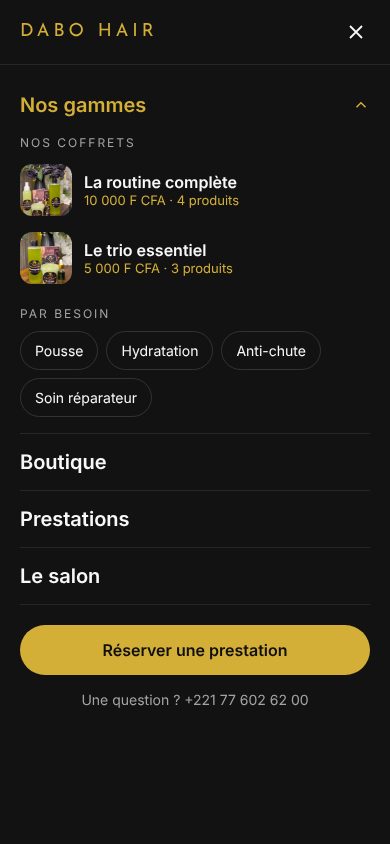 DABO HAIR
Nos gammes
NOS COFFRETS
La routine complète
10 000 F CFA · 4 produits
Le trio essentiel
5 000 F CFA · 3 produits
PAR BESOIN
Pousse
Hydratation
Anti-chute
Soin réparateur
Boutique
Prestations
Le salon
Réserver une prestation
Une question ? +221 77 602 62 00